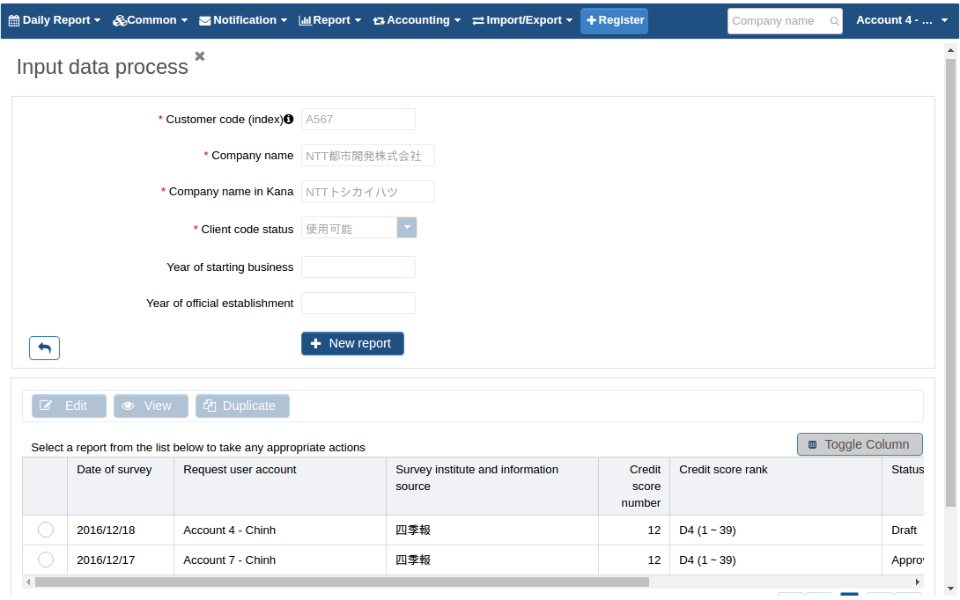 Daily Report Common Notification Report Accounting Import/Export Register Company name Account 4 - ...
Input data process
* Customer code (index) A567
* Company name NTT都市開発株式会社
* Company name in Kana NTTトシカイハツ
* Client code status 使用可能
Year of starting business
Year of official establishment
New report
Edit View Duplicate
Select a report from the list below to take any appropriate actions
Toggle Column
Date of survey Request user account Survey institute and information source Credit score number Credit score rank Status
2016/12/18 Account 4 - Chinh 四季報 12 D4 (1 ~ 39) Draft
2016/12/17 Account 7 - Chinh 四季報 12 D4 (1 ~ 39) Appro